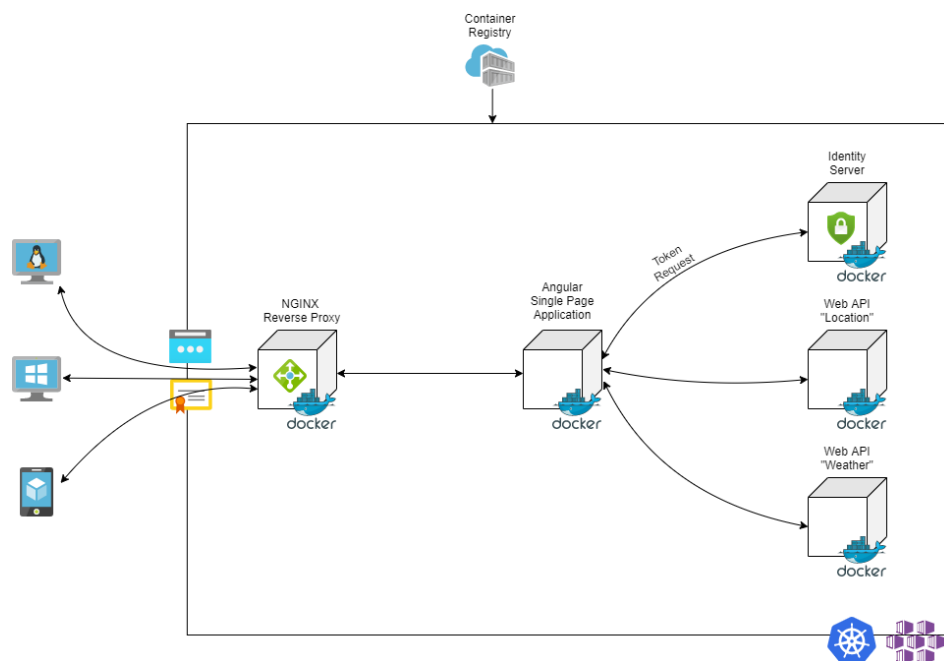 Container
Registry
Identity
Server
docker
Token
Request
NGINX
Reverse Proxy
docker
Angular
Single Page
Application
docker
Web API
"Location"
docker
Web API
"Weather"
docker